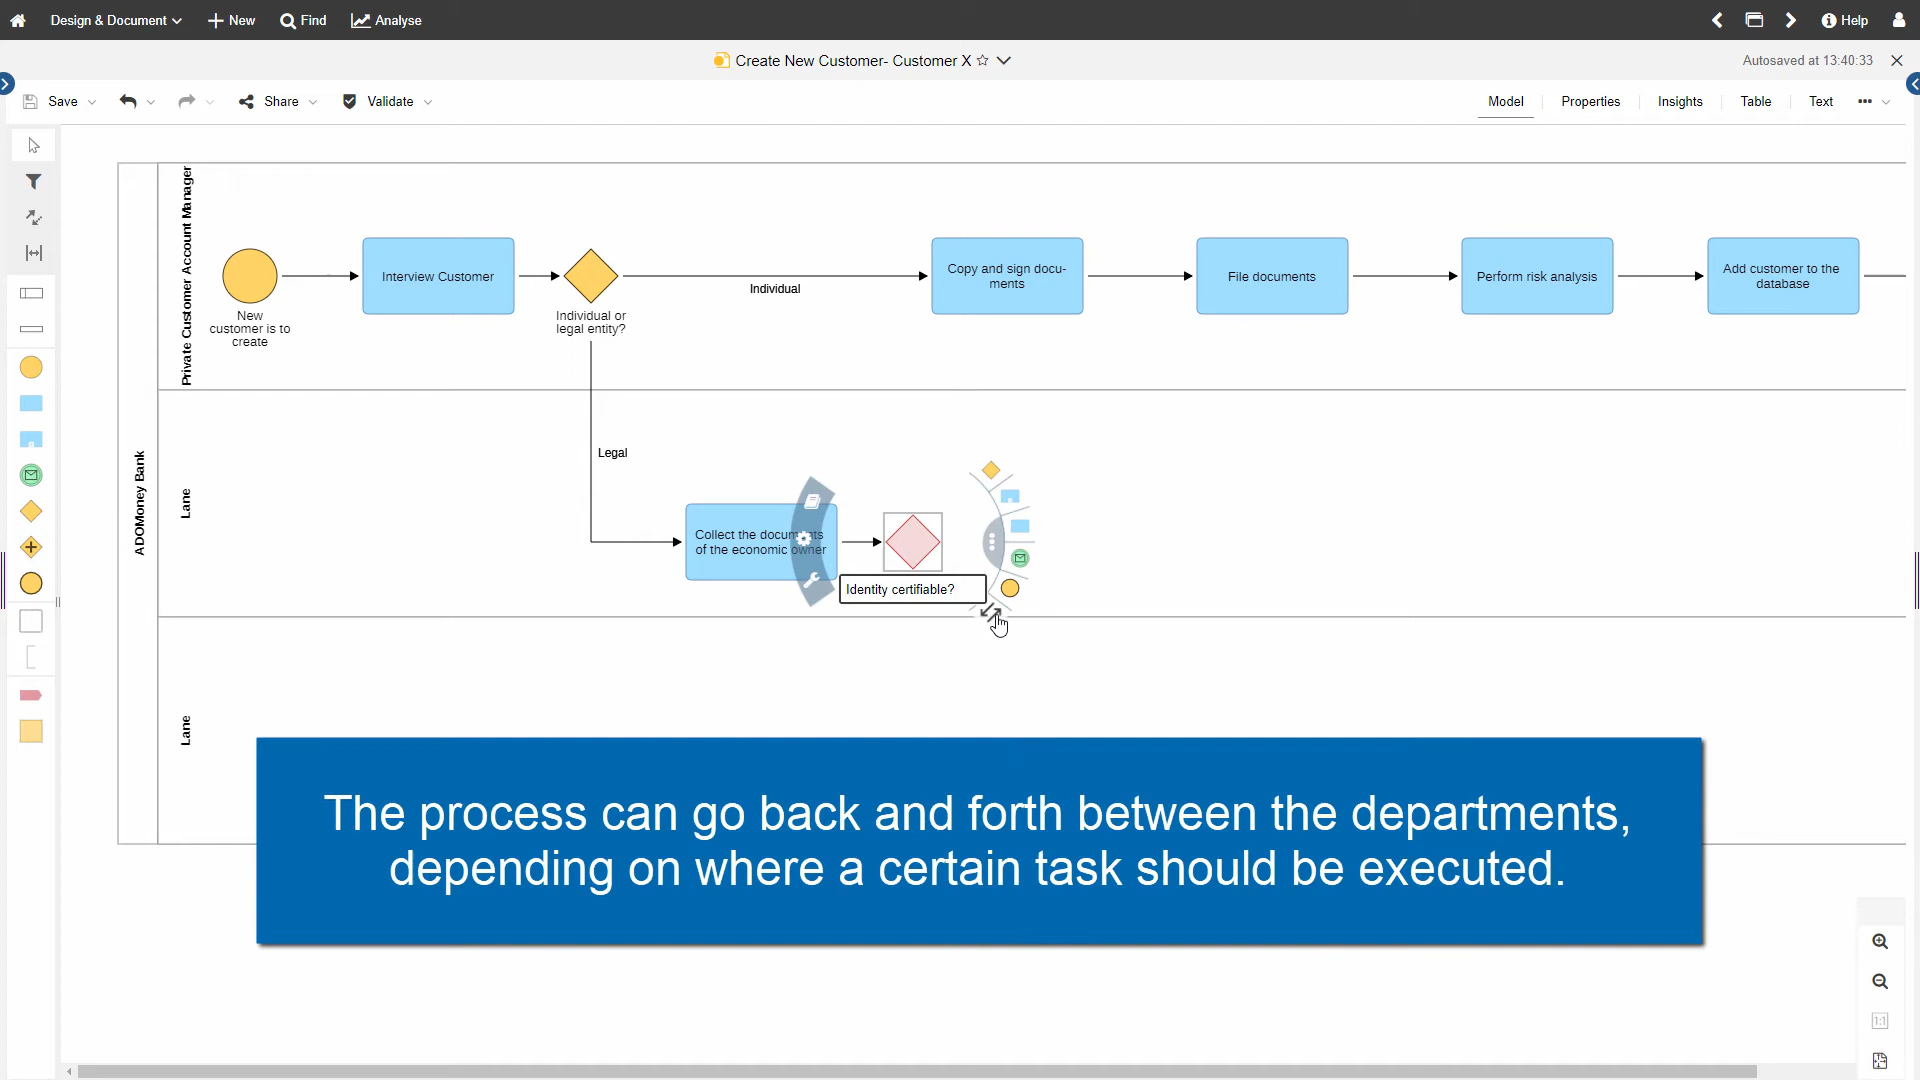 Design & Document
New
Find
Analyse
Help
Create New Customer- Customer X
Autosaved at 13:40:33
Save
Share
Validate
Model
Properties
Insights
Table
Text
ADOMoney Bank
Private Customer Account Manager
New
customer is to
create
Interview Customer
Individual or
legal entity?
Individual
Copy and sign docu-
ments
File documents
Perform risk analysis
Add customer to the
database
Lane
Legal
Collect the documents
of the economic owner
Identity certifiable?
Lane
The process can go back and forth between the departments,
depending on where a certain task should be executed.
1:1